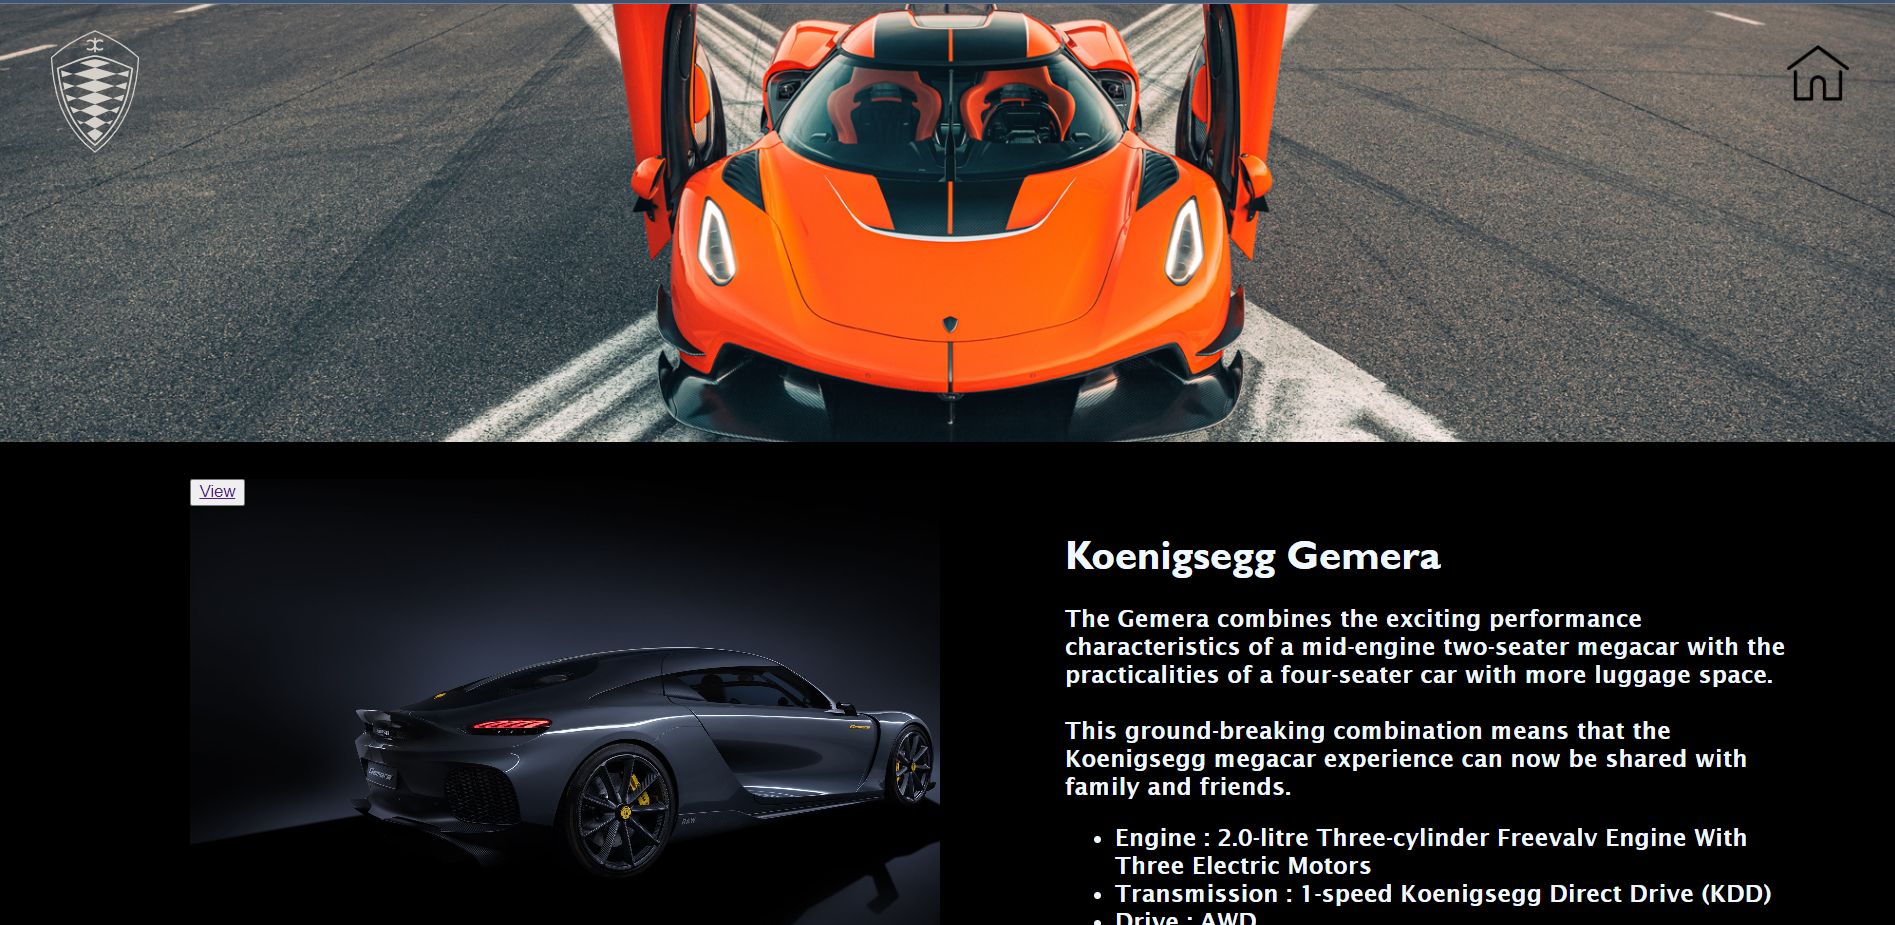 View
Koenigsegg Gemera
The Gemera combines the exciting performance
characteristics of a mid-engine two-seater megacar with the
practicalities of a four-seater car with more luggage space.
This ground-breaking combination means that the
Koenigsegg megacar experience can now be shared with
family and friends.
• Engine : 2.0-litre Three-cylinder Freevalv Engine With
Three Electric Motors
• Transmission : 1-speed Koenigsegg Direct Drive (KDD)
• Drive : AWD
Gemera
RAW